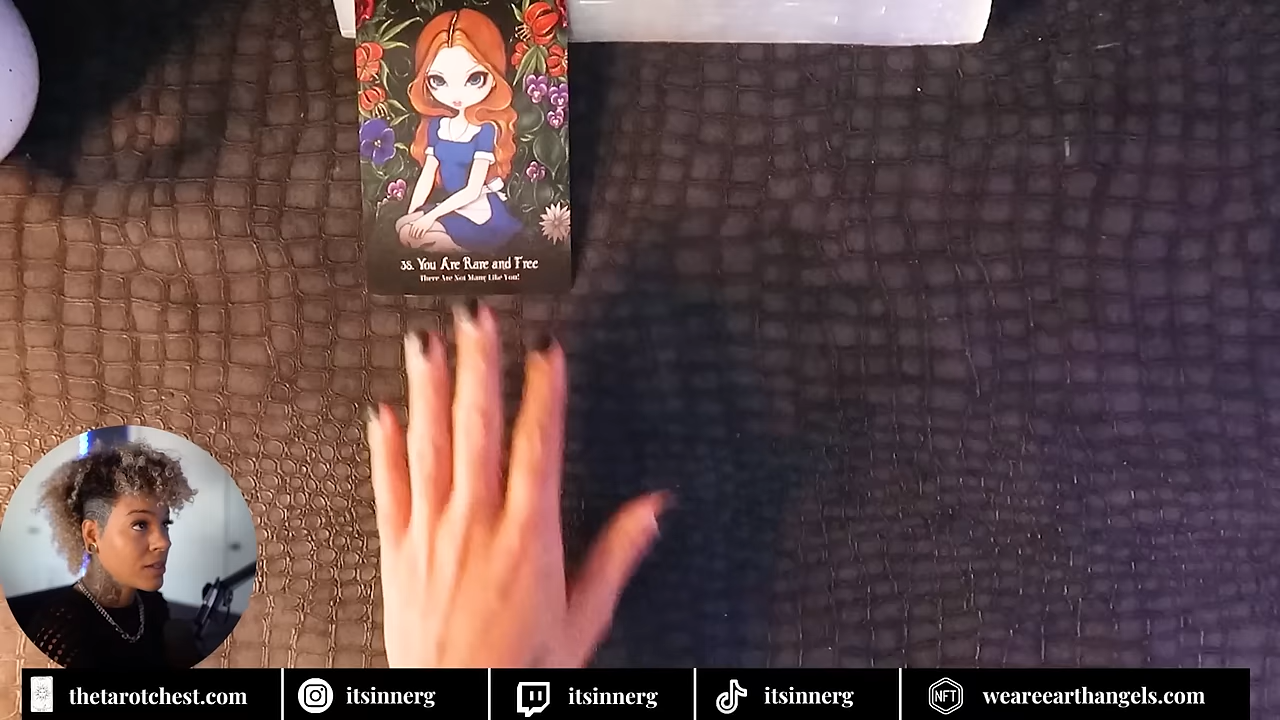 38. You Are Rare and Free
There Are Not Many Like You!
thetarotchest.com
itsinnerg
itsinnerg
itsinnerg
NFT
weareearthangels.com